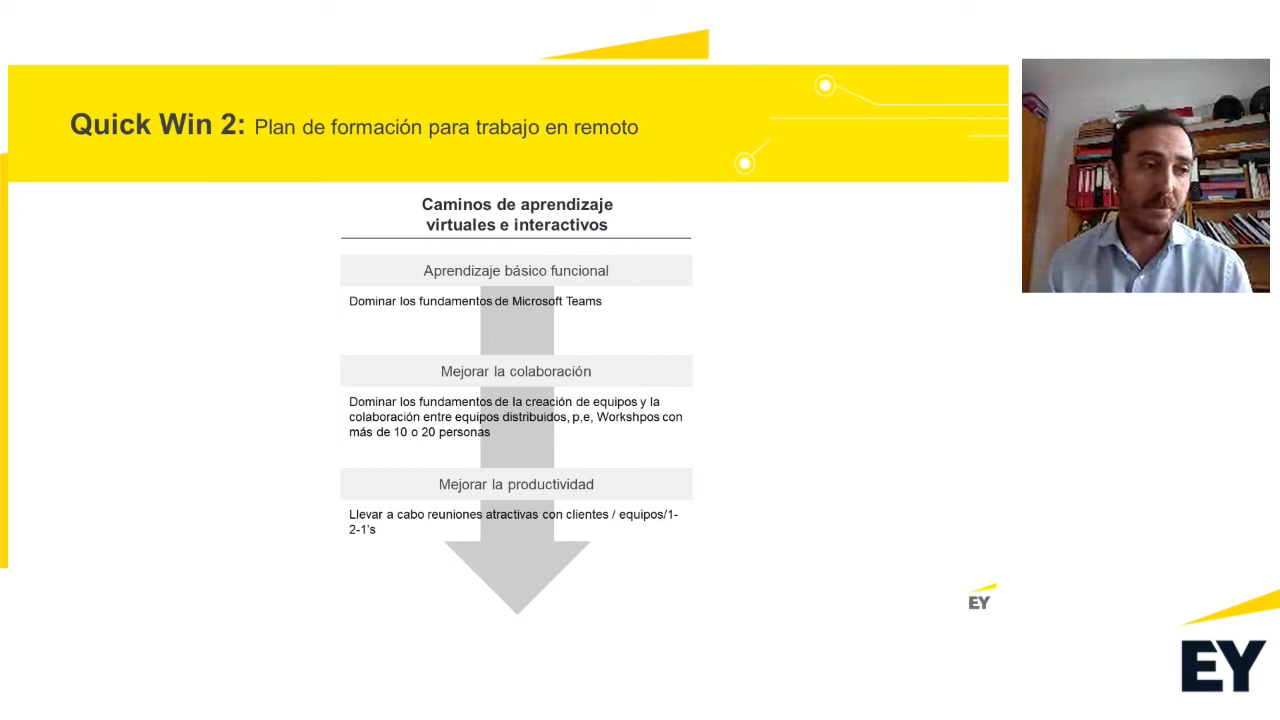 Quick Win 2: Plan de formación para trabajo en remoto
Caminos de aprendizaje
virtuales e interactivos
Aprendizaje básico funcional
Dominar los fundamentos de Microsoft Teams
Mejorar la colaboración
Dominar los fundamentos de la creación de equipos y la
colaboración entre equipos distribuidos, p,e, Workshpos con
más de 10 o 20 personas
Mejorar la productividad
Llevar a cabo reuniones atractivas con clientes / equipos/1-
2-1's
EY
EY